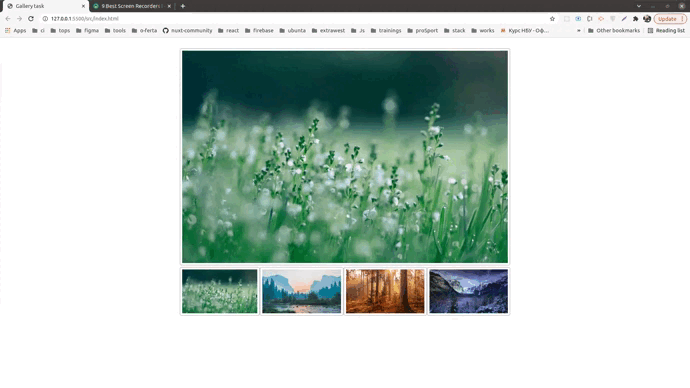 Gallery task
9 Best Screen Recorders
127.0.0.1:5500/src/index.html
Update
Apps ci tops figma tools o-ferta nuxt-community react firebase ubuntu extrawest Js trainings proSport stack works Курс НБУ - Оф... » Other bookmarks Reading list